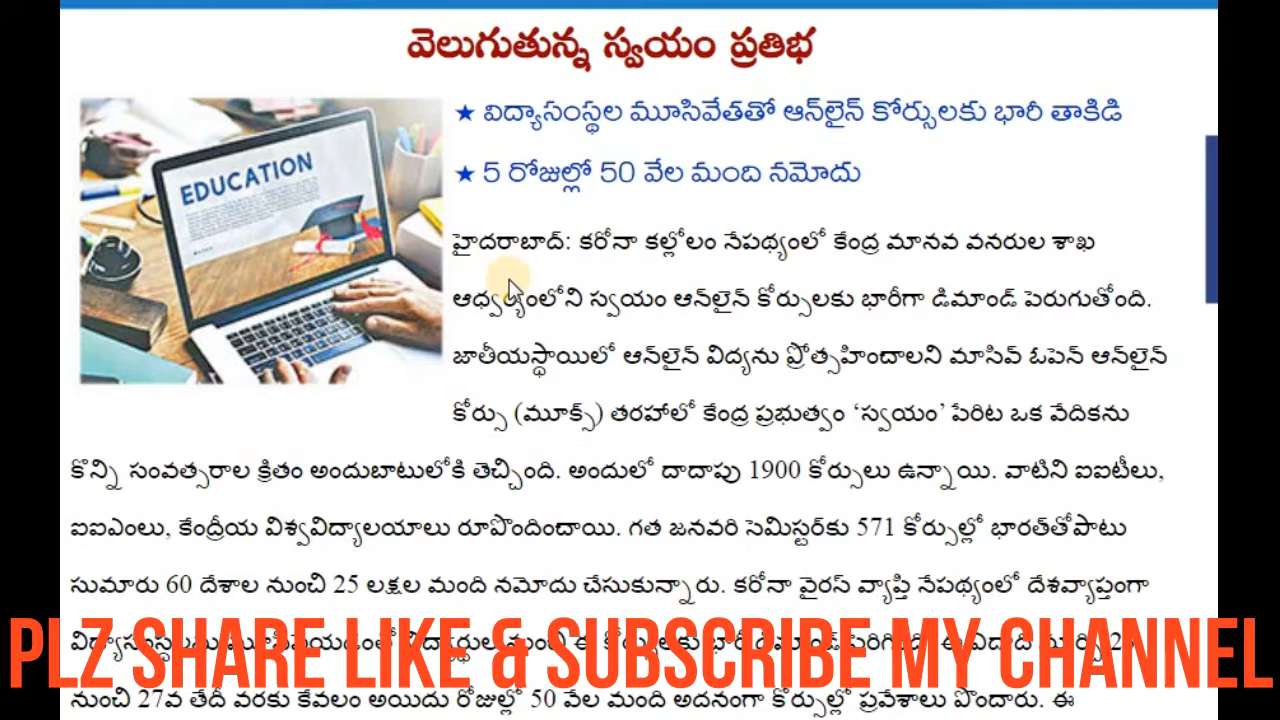 వెలుగుతున్న స్వయం ప్రతిభ
★ విద్యాసంస్థల మూసివేతతో ఆన్‌లైన్ కోర్సులకు భారీ తాకిడి
★ 5 రోజుల్లో 50 వేల మంది నమోదు
EDUCATION
హైదరాబాద్: కరోనా కల్లోలం నేపథ్యంలో కేంద్ర మానవ వనరుల శాఖ
ఆధ్వర్యంలోని స్వయం ఆన్‌లైన్ కోర్సులకు భారీగా డిమాండ్ పెరుగుతోంది.
జాతీయస్థాయిలో ఆన్‌లైన్ విద్యను ప్రోత్సహించాలని మాసివ్ ఓపెన్ ఆన్‌లైన్
కోర్సు (మూక్స్) తరహాలో కేంద్ర ప్రభుత్వం ‘స్వయం’ పేరిట ఒక వేదికను
కొన్ని సంవత్సరాల క్రితం అందుబాటులోకి తెచ్చింది. అందులో దాదాపు 1900 కోర్సులు ఉన్నాయి. వాటిని ఐఐటీలు,
ఐఐఎంలు, కేంద్రీయ విశ్వవిద్యాలయాలు రూపొందించాయి. గత జనవరి సెమిస్టర్‌కు 571 కోర్సుల్లో భారత్‌తోపాటు
సుమారు 60 దేశాల నుంచి 25 లక్షల మంది నమోదు చేసుకున్నారు. కరోనా వైరస్ వ్యాప్తి నేపథ్యంలో దేశవ్యాప్తంగా
PLZ SHARE LIKE & SUBSCRIBE MY CHANNEL
నుంచి 27వ తేదీ వరకు కేవలం అయిదు రోజుల్లో 50 వేల మంది అదనంగా కోర్సుల్లో ప్రవేశాలు పొందారు. ఈ